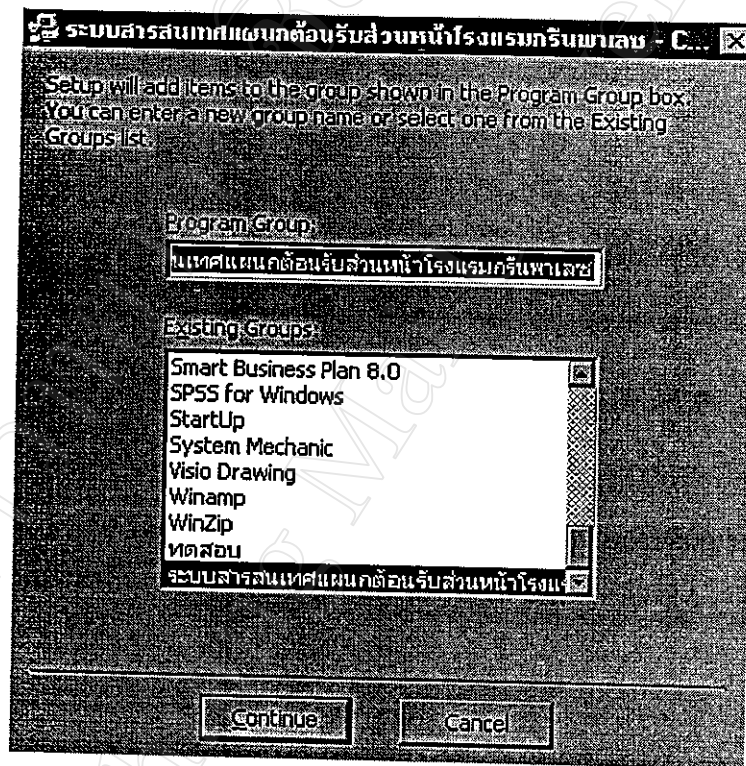 ระบบสารสนเทศแผนกต้อนรับส่วนหน้าโรงแรมกรีนพาเลซ - C...
Setup will add items to the group shown in the Program Group box.
You can enter a new group name or select one from the Existing
Groups list.
Program Group:
นเทศแผนกต้อนรับส่วนหน้าโรงแรมกรีนพาเลซ
Existing Groups:
Smart Business Plan 8.0
SPSS for Windows
StartUp
System Mechanic
Visio Drawing
Winamp
WinZip
ทดสอบ
ระบบสารสนเทศแผนกต้อนรับส่วนหน้าโรงแร
Continue
Cancel